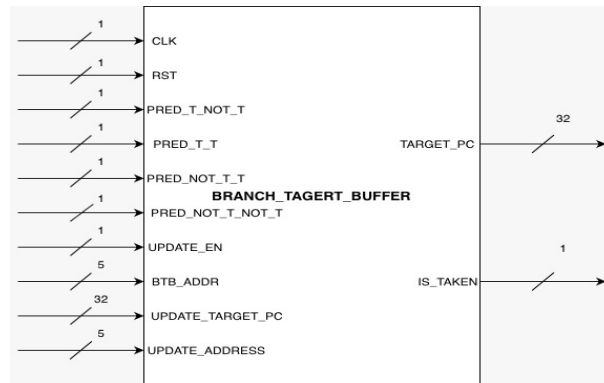 1
CLK
1
RST
1
PRED_T_NOT_T
1
PRED_T_T
32
TARGET_PC
1
PRED_NOT_T_T
BRANCH_TAGERT_BUFFER
1
PRED_NOT_T_NOT_T
1
UPDATE_EN
5
BTB_ADDR
1
IS_TAKEN
32
UPDATE_TARGET_PC
5
UPDATE_ADDRESS